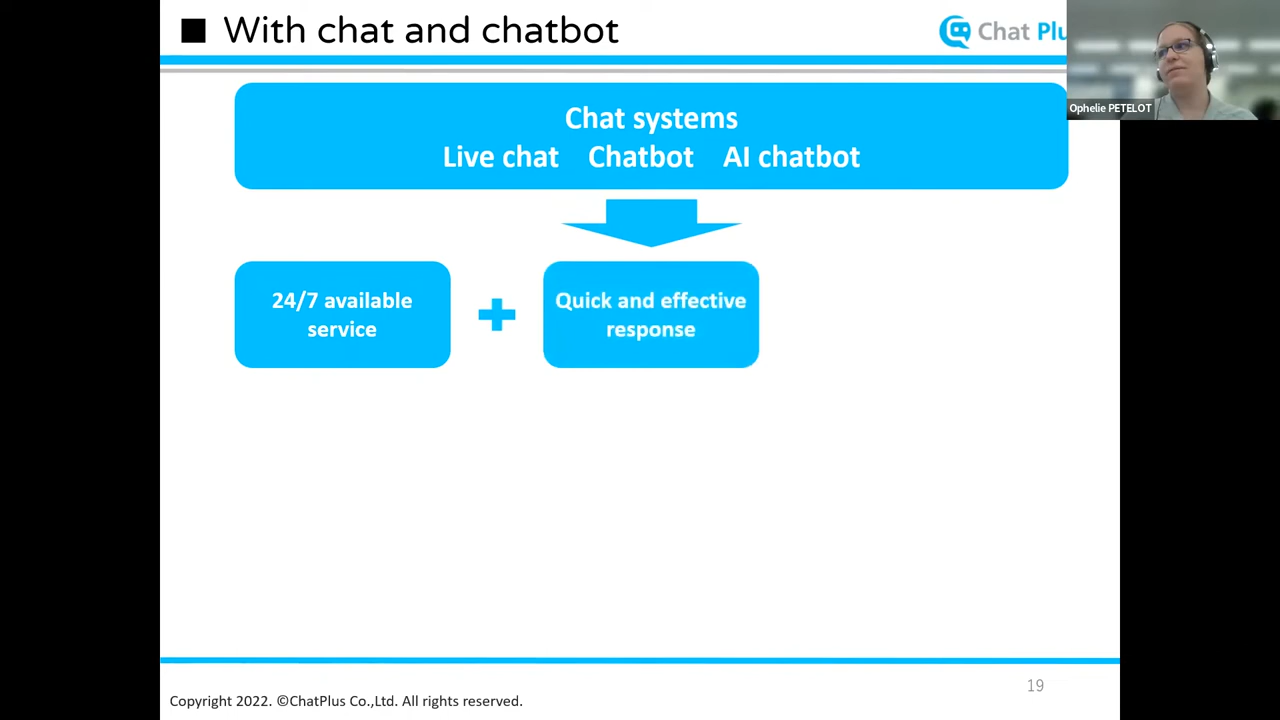 ■ With chat and chatbot
Chat Plu
Ophelie PETELOT
Chat systems
Live chat Chatbot AI chatbot
24/7 available
service
Quick and effective
response
19
Copyright 2022. ©ChatPlus Co.,Ltd. All rights reserved.